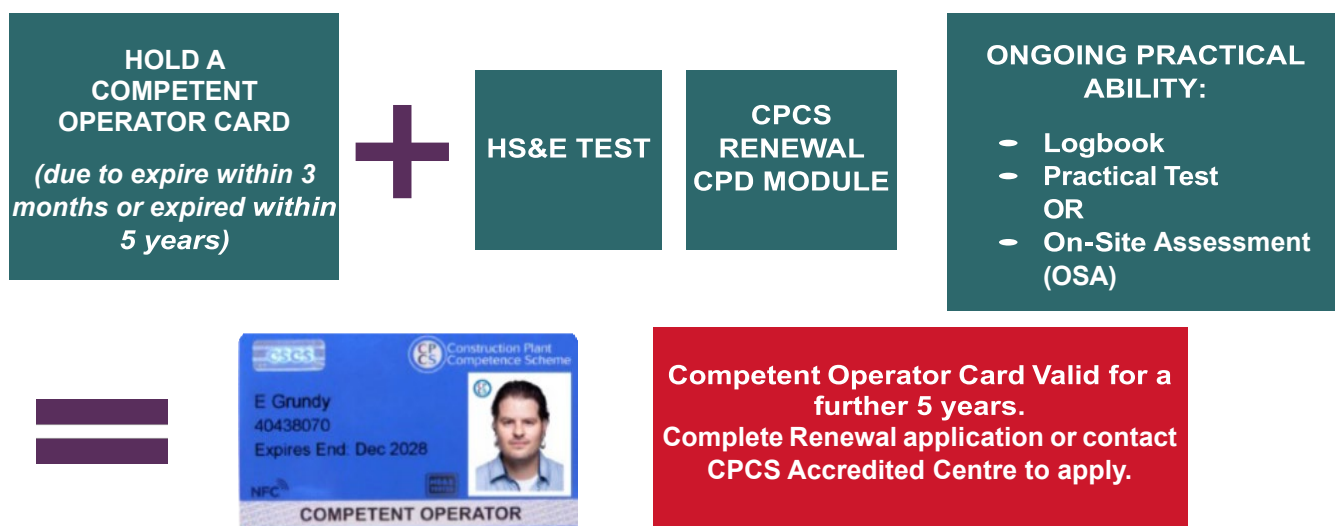 HOLD A
COMPETENT
OPERATOR CARD
(due to expire within 3
months or expired within
5 years)
HS&E TEST
CPCS
RENEWAL
CPD MODULE
ONGOING PRACTICAL
ABILITY:
- Logbook
- Practical Test
OR
- On-Site Assessment
(OSA)
CSCS
CP
CS
Construction Plant
Competence Scheme
E Grundy
40438070
Expires End: Dec 2028
NFC
COMPETENT OPERATOR
Competent Operator Card Valid for a
further 5 years.
Complete Renewal application or contact
CPCS Accredited Centre to apply.